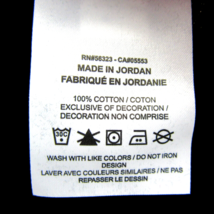 RN#56323 - CA#05553
MADE IN JORDAN
FABRIQUÉ EN JORDANIE
100% COTTON / COTON
EXCLUSIVE OF DECORATION /
DECORATION NON COMPRISE
30C
WASH WITH LIKE COLORS / DO NOT IRON
DESIGN
LAVER AVEC COULEURS SIMILAIRES / NE PAS
REPASSER LE DESSIN